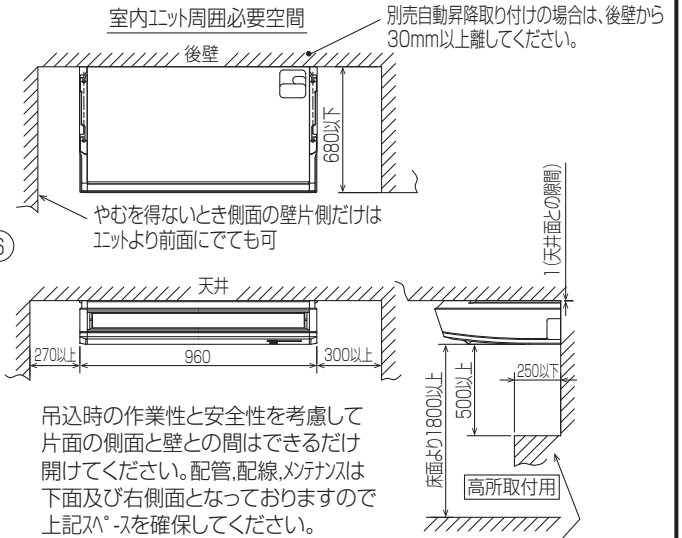 室内ユニット周囲必要空間
別売自動昇降取り付けの場合は、後壁から
30mm以上離してください。
後壁
680以下
やむを得ないとき側面の壁片側だけは
ユニットより前面にでても可
1(天井面との隙間)
天井
270以上
960
300以上
床面より1800以上
500以上
250以下
高所取付用
吊込時の作業性と安全性を考慮して
片面の側面と壁との間はできるだけ
開けてください。配管,配線,メンテナンスは
下面及び右側面となっておりますので
上記スペースを確保してください。